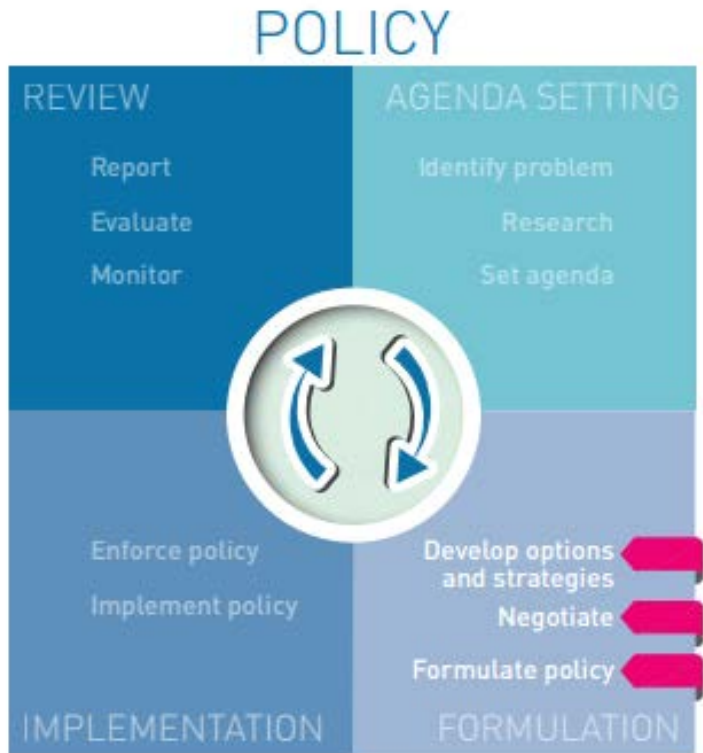 POLICY
REVIEW
Report
Evaluate
Monitor
AGENDA SETTING
Identify problem
Research
Set agenda
Enforce policy
Implement policy
IMPLEMENTATION
Develop options
and strategies
Negotiate
Formulate policy
FORMULATION